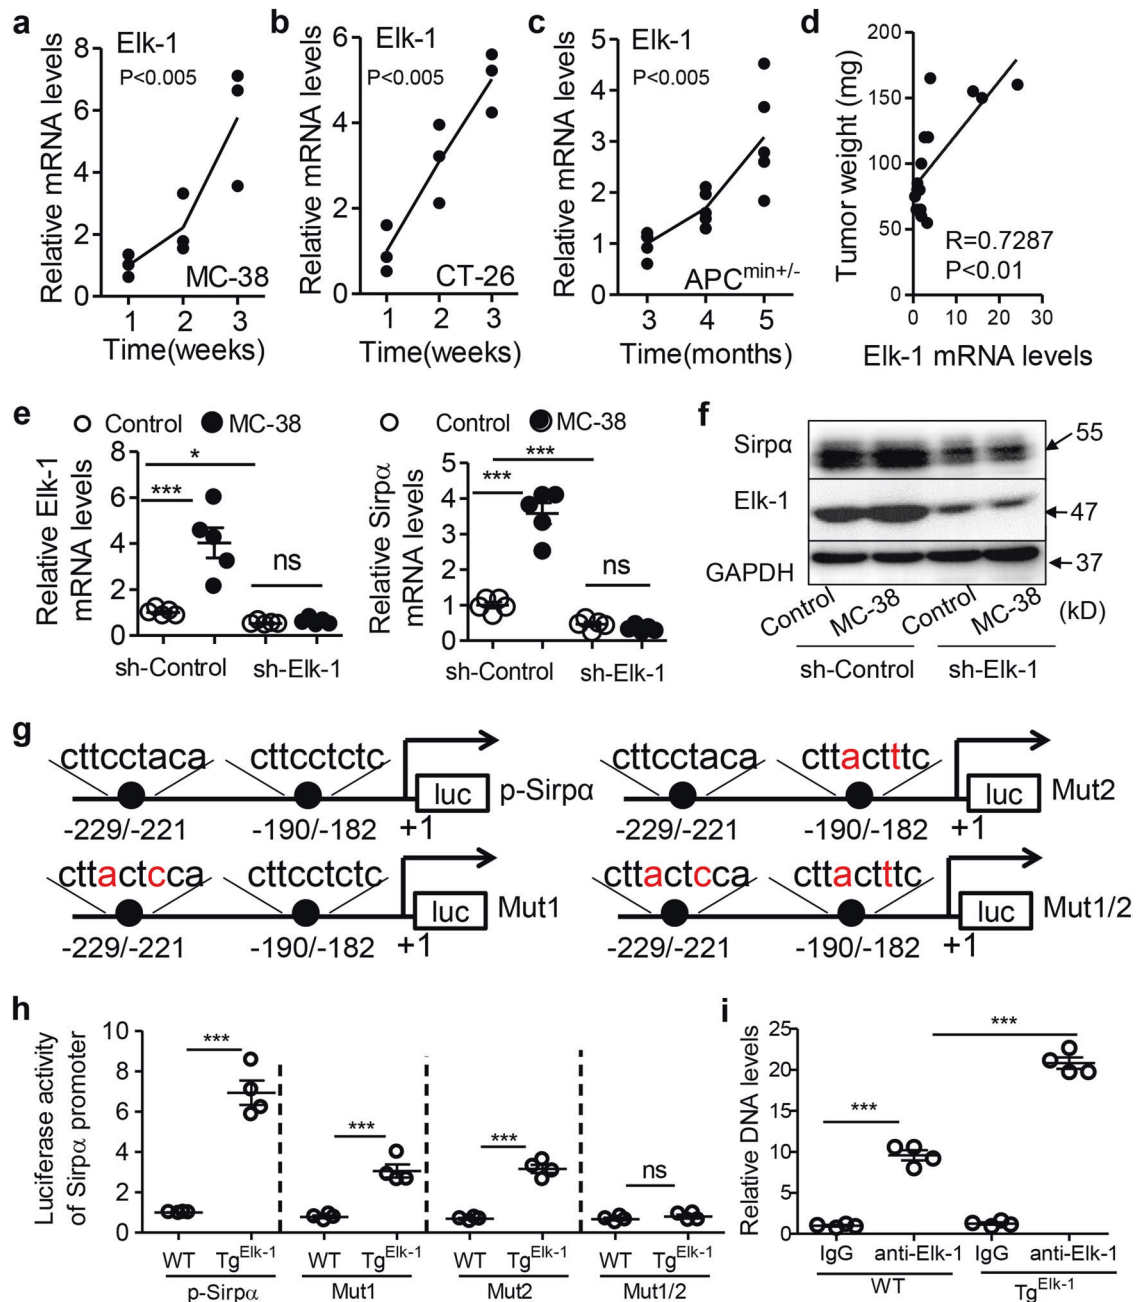 a
Relative mRNA levels
Elk-1
P<0.005
8
6
4
2
0
MC-38
1 2 3
Time(weeks)
b
Relative mRNA levels
Elk-1
P<0.005
6
4
2
0
CT-26
1 2 3
Time(weeks)
c
Relative mRNA levels
Elk-1
P<0.005
5
4
3
2
1
0
APCmin+/-
3 4 5
Time(months)
d
Tumor weight (mg)
200
150
100
50
0
R=0.7287
P<0.01
0 10 20 30
Elk-1 mRNA levels
e
Control MC-38
Relative Elk-1
mRNA levels
8
6
4
2
0
*
***
ns
sh-Control sh-Elk-1
Control MC-38
Relative Sirpα
mRNA levels
5
4
3
2
1
0
***
***
ns
sh-Control sh-Elk-1
f
Sirpα 55
Elk-1 47
GAPDH 37
Control MC-38 Control MC-38 (kD)
sh-Control sh-Elk-1
g
cttcctaca cttcctctc
luc p-Sirpα
-229/-221 -190/-182 +1
cttcctaca cttactttc
luc Mut2
-229/-221 -190/-182 +1
cttactcca cttcctctc
luc Mut1
-229/-221 -190/-182 +1
cttactcca cttactttc
luc Mut1/2
-229/-221 -190/-182 +1
h
Luciferase activity
of Sirpα promoter
10
8
6
4
2
0
*** *** *** ns
WT TgElk-1 WT TgElk-1 WT TgElk-1 WT TgElk-1
p-Sirpα Mut1 Mut2 Mut1/2
i
Relative DNA levels
25
20
15
10
5
0
***
***
IgG anti-Elk-1 IgG anti-Elk-1
WT TgElk-1